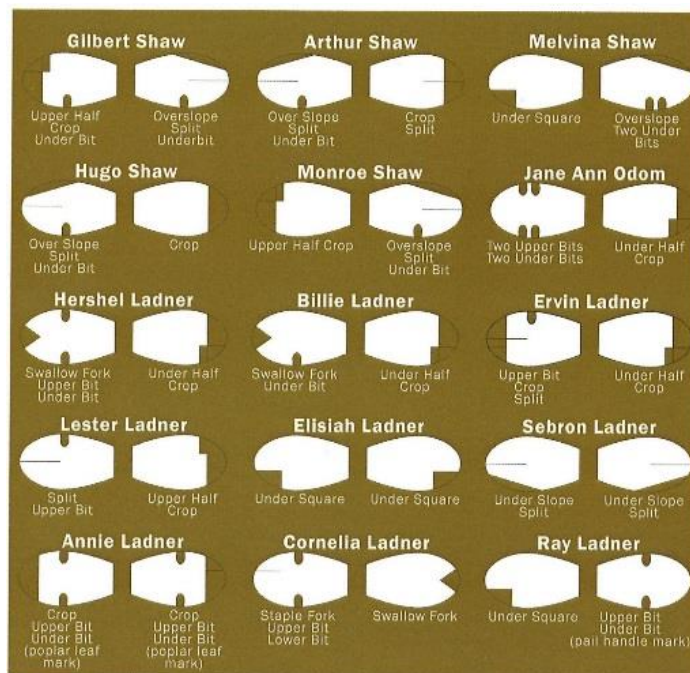 Gilbert Shaw
Upper Half
Crop
Under Bit
Overslope
Split
Underbit
Arthur Shaw
Over Slope
Split
Under Bit
Crop
Split
Melvina Shaw
Under Square
Overslope
Two Under
Bits
Hugo Shaw
Over Slope
Split
Under Bit
Crop
Monroe Shaw
Upper Half Crop
Overslope
Split
Under Bit
Jane Ann Odom
Two Upper Bits
Two Under Bits
Under Half
Crop
Hershel Ladner
Swallow Fork
Upper Bit
Under Bit
Under Half
Crop
Billie Ladner
Swallow Fork
Under Bit
Under Half
Crop
Ervin Ladner
Upper Bit
Crop
Split
Under Half
Crop
Lester Ladner
Split
Upper Bit
Upper Half
Crop
Elisiah Ladner
Under Square
Under Square
Sebron Ladner
Under Slope
Split
Under Slope
Split
Annie Ladner
Crop
Upper Bit
Under Bit
(poplar leaf
mark)
Crop
Upper Bit
Under Bit
(poplar leaf
mark)
Cornelia Ladner
Staple Fork
Upper Bit
Lower Bit
Swallow Fork
Ray Ladner
Under Square
Upper Bit
Under Bit
(pail handle mark)